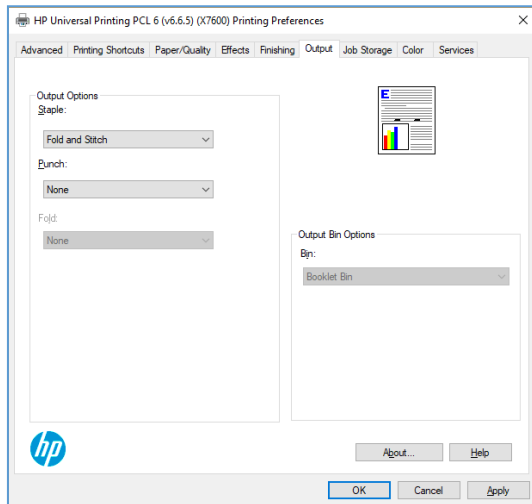 HP Universal Printing PCL 6 (v6.6.5) (X7600) Printing Preferences
Advanced Printing Shortcuts Paper/Quality Effects Finishing Output Job Storage Color Services
Output Options
Staple:
Fold and Stitch
Punch:
None
Fold:
None
E
Output Bin Options
Bin:
Booklet Bin
hp
About... Help
OK Cancel Apply